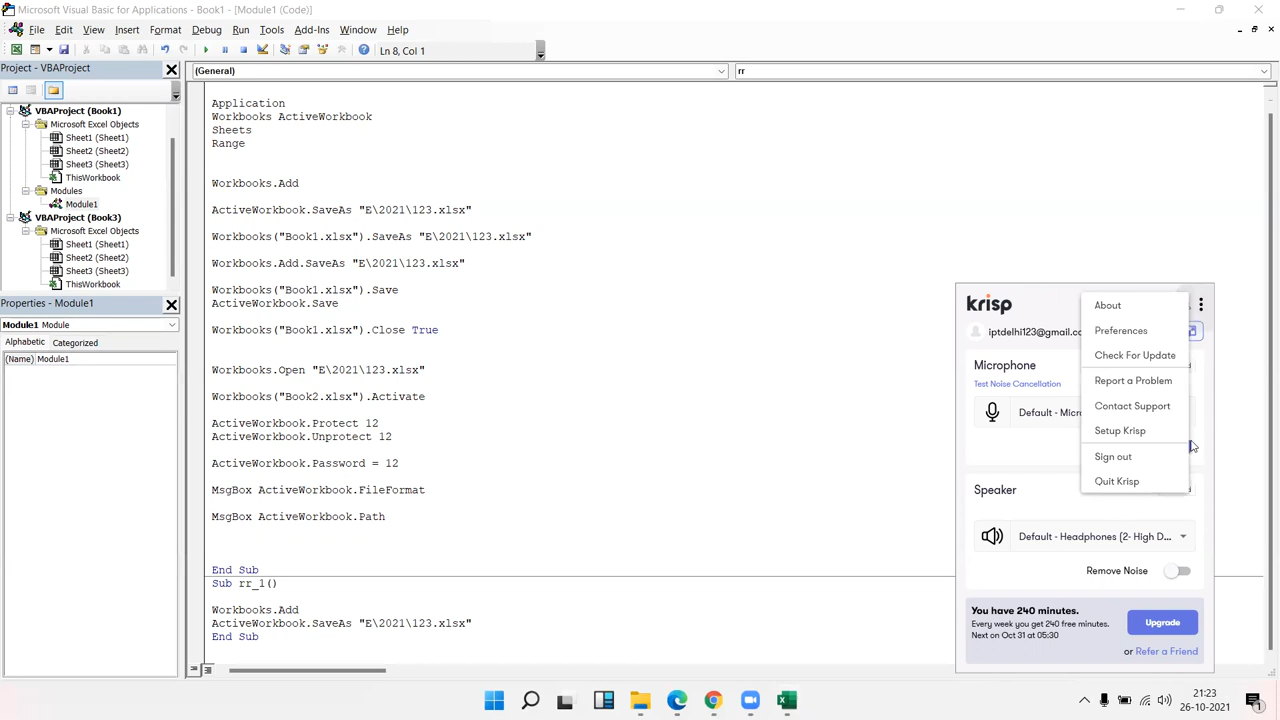 Microsoft Visual Basic for Applications - Book1 - [Module1 (Code)]
File Edit View Insert Format Debug Run Tools Add-Ins Window Help
Ln 8, Col 1
Project - VBAProject
(General)
rr
VBAProject (Book1)
Microsoft Excel Objects
Sheet1 (Sheet1)
Sheet2 (Sheet2)
Sheet3 (Sheet3)
ThisWorkbook
Modules
Module1
VBAProject (Book3)
Microsoft Excel Objects
Sheet1 (Sheet1)
Sheet2 (Sheet2)
Sheet3 (Sheet3)
ThisWorkbook
Properties - Module1
Module1 Module
Alphabetic Categorized
(Name) Module1
Application
Workbooks ActiveWorkbook
Sheets
Range
Workbooks.Add
ActiveWorkbook.SaveAs "E\2021\123.xlsx"
Workbooks("Book1.xlsx").SaveAs "E\2021\123.xlsx"
Workbooks.Add.SaveAs "E\2021\123.xlsx"
Workbooks("Book1.xlsx").Save
ActiveWorkbook.Save
Workbooks("Book1.xlsx").Close True
Workbooks.Open "E\2021\123.xlsx"
Workbooks("Book2.xlsx").Activate
ActiveWorkbook.Protect 12
ActiveWorkbook.Unprotect 12
ActiveWorkbook.Password = 12
MsgBox ActiveWorkbook.FileFormat
MsgBox ActiveWorkbook.Path
End Sub
Sub rr_1()
Workbooks.Add
ActiveWorkbook.SaveAs "E\2021\123.xlsx"
End Sub
krisp
iptdelhi123@gmail.co
Microphone
Test Noise Cancellation
Default - Micr
About
Preferences
Check For Update
Report a Problem
Contact Support
Setup Krisp
Sign out
Quit Krisp
Speaker
Default - Headphones (2- High D...
Remove Noise
You have 240 minutes.
Every week you get 240 free minutes.
Next on Oct 31 at 05:30
Upgrade
or Refer a Friend
21:23
26-10-2021
1